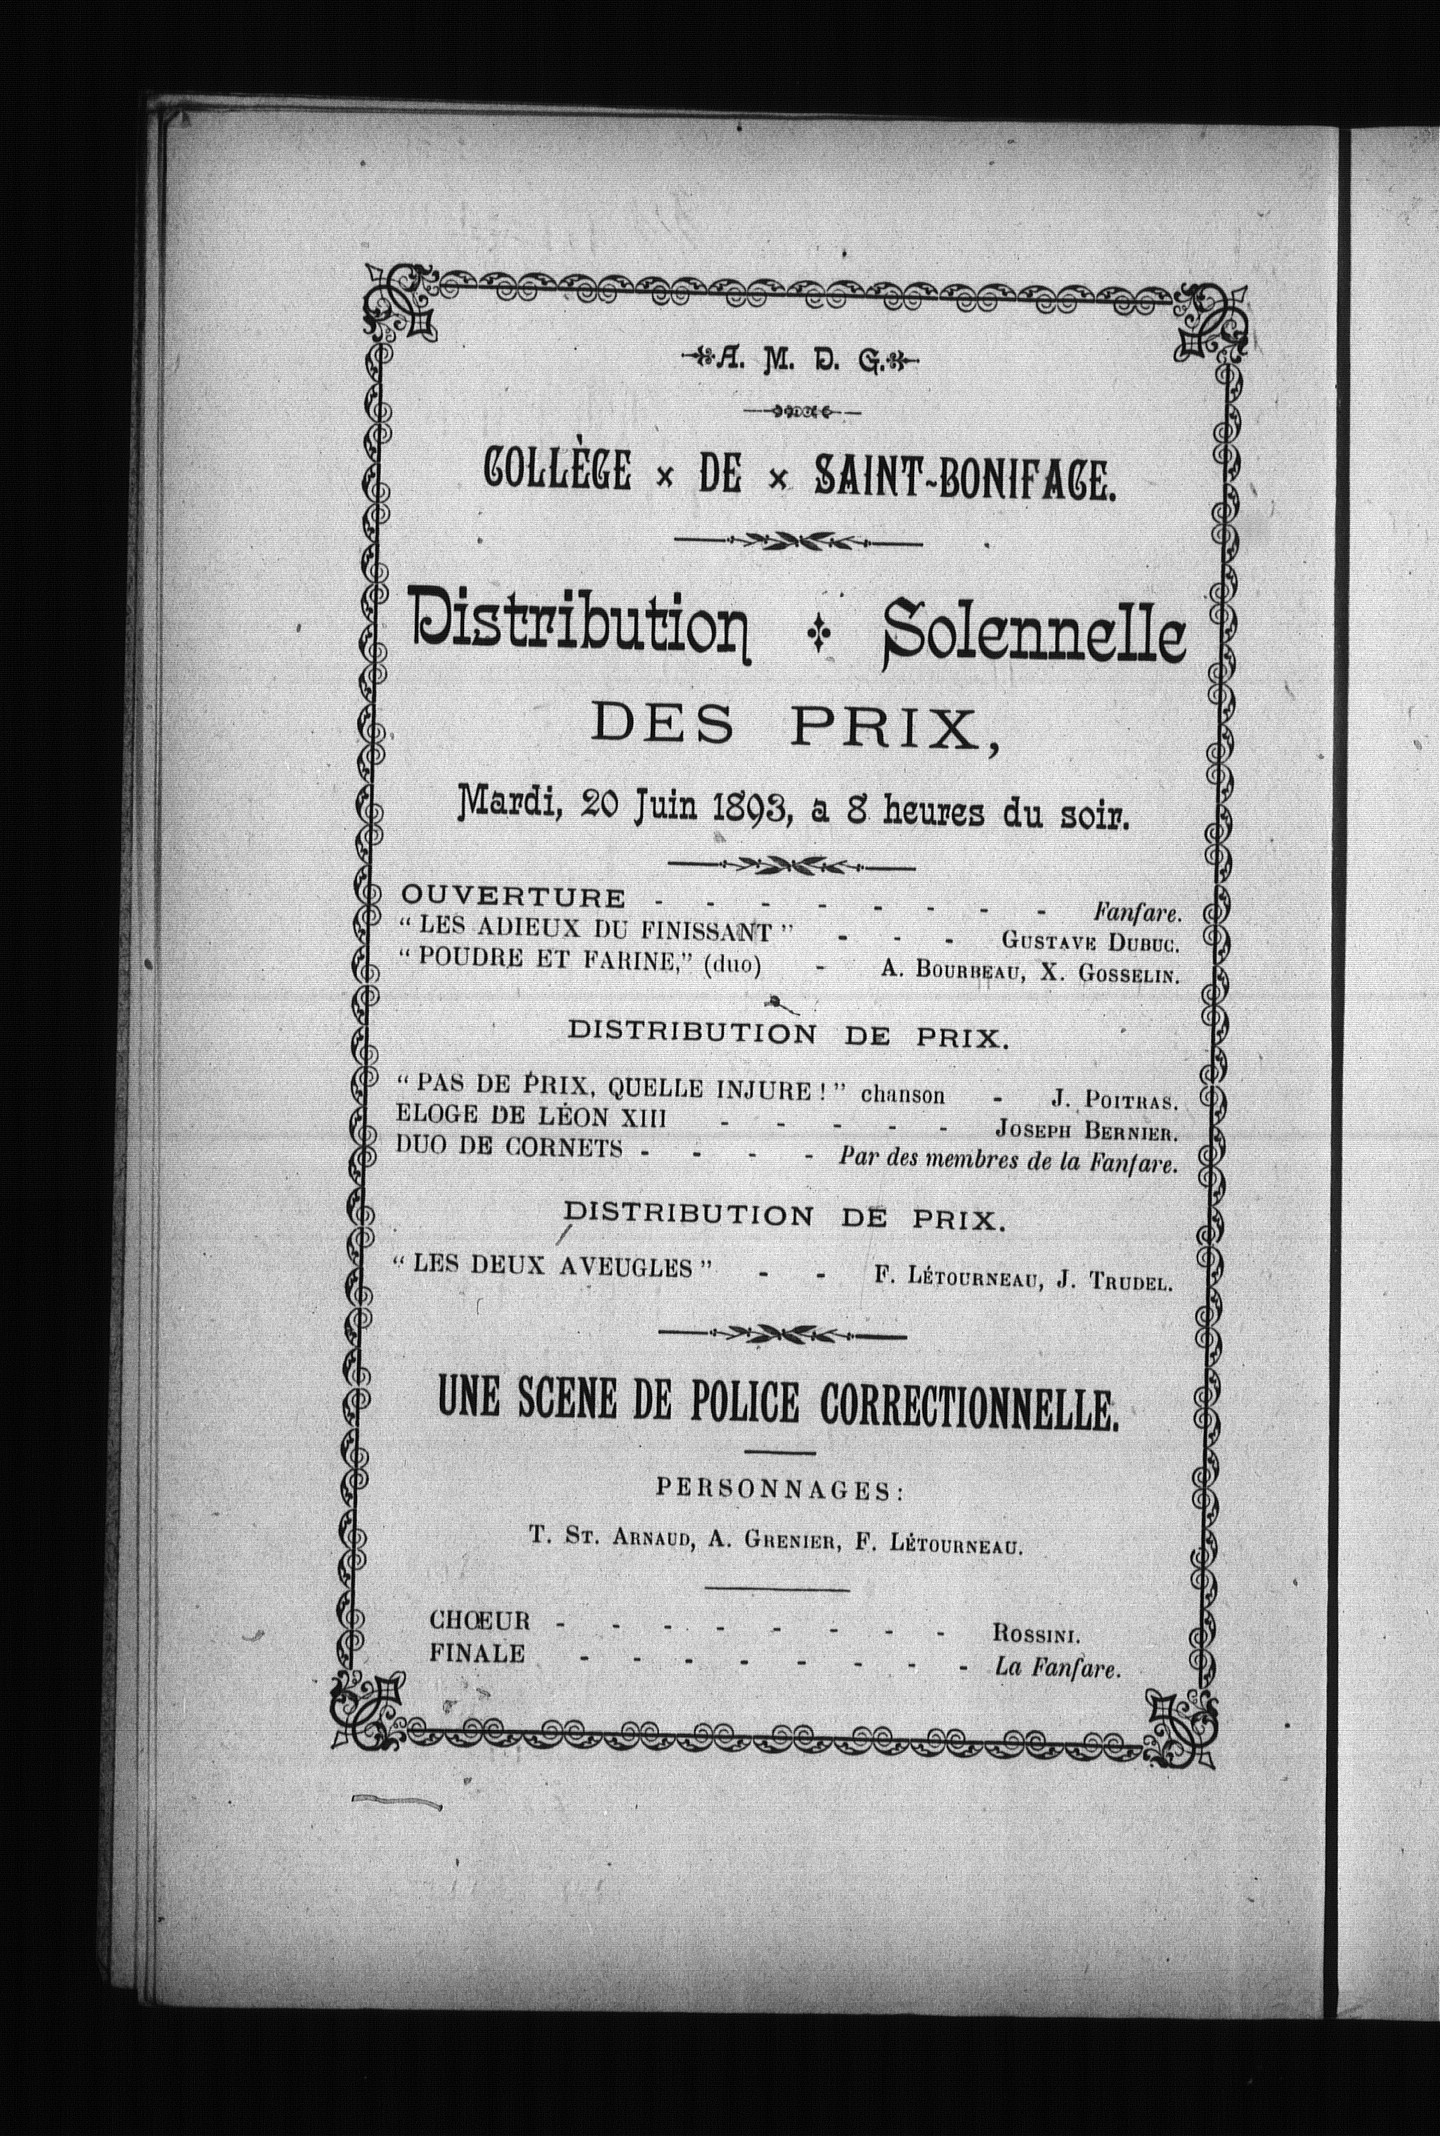 A. M. D. G.
COLLÈGE × DE × SAINT-BONIFACE.
Distribution Solennelle
DES PRIX,
Mardi, 20 Juin 1893, a 8 heures du soir.
OUVERTURE - - - - - - - - Fanfare.
“ LES ADIEUX DU FINISSANT ” - - - GUSTAVE DUBUC.
“ POUDRE ET FARINE,” (duo) - A. BOURBEAU, X. GOSSELIN.
DISTRIBUTION DE PRIX.
“ PAS DE PRIX, QUELLE INJURE ! ” chanson - J. POITRAS.
ELOGE DE LÉON XIII - - - - - JOSEPH BERNIER.
DUO DE CORNETS - - - - Par des membres de la Fanfare.
DISTRIBUTION DE PRIX.
“ LES DEUX AVEUGLES ” - - F. LÉTOURNEAU, J. TRUDEL.
UNE SCENE DE POLICE CORRECTIONNELLE.
PERSONNAGES :
T. ST. ARNAUD, A. GRENIER, F. LÉTOURNEAU.
CHŒUR - - - - - - - - ROSSINI.
FINALE - - - - - - - - La Fanfare.